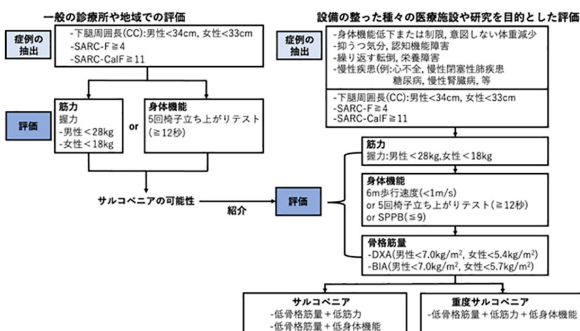 一般の診療所や地域での評価
症例の
抽出
-下腿周囲長(CC):男性<34cm, 女性<33cm
-SARC-F≧4
-SARC-CalF≧11
評価
筋力
握力
-男性<28kg
-女性<18kg
or
身体機能
5回椅子立ち上がりテスト
(≧12秒)
サルコペニアの可能性
紹介
設備の整った種々の医療施設や研究を目的とした評価
症例の
抽出
-身体機能低下または制限, 意図しない体重減少
-抑うつ気分, 認知機能障害
-繰り返す転倒, 栄養障害
-慢性疾患(例:心不全, 慢性閉塞性肺疾患
糖尿病, 慢性腎臓病, 等
-下腿周囲長(CC):男性<34cm, 女性<33cm
-SARC-F≧4
-SARC-CalF≧11
評価
筋力
握力:男性<28kg,女性<18kg
身体機能
6m歩行速度(<1m/s)
or 5回椅子立ち上がりテスト(≧12秒)
or SPPB(≦9)
骨格筋量
-DXA(男性<7.0kg/m², 女性<5.4kg/m²)
-BIA(男性<7.0kg/m², 女性<5.7kg/m²)
サルコペニア
-低骨格筋量+低筋力
-低骨格筋量+低身体機能
重度サルコペニア
-低骨格筋量+低筋力+低身体機能